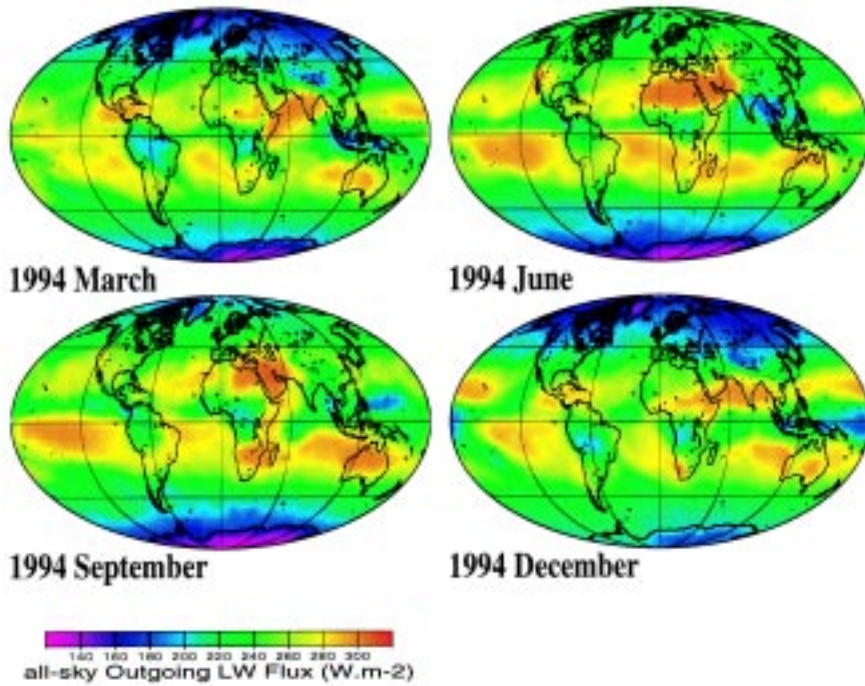 1994 March
1994 June
1994 September
1994 December
140 160 180 200 220 240 260 280 300
all-sky Outgoing LW Flux (W.m-2)